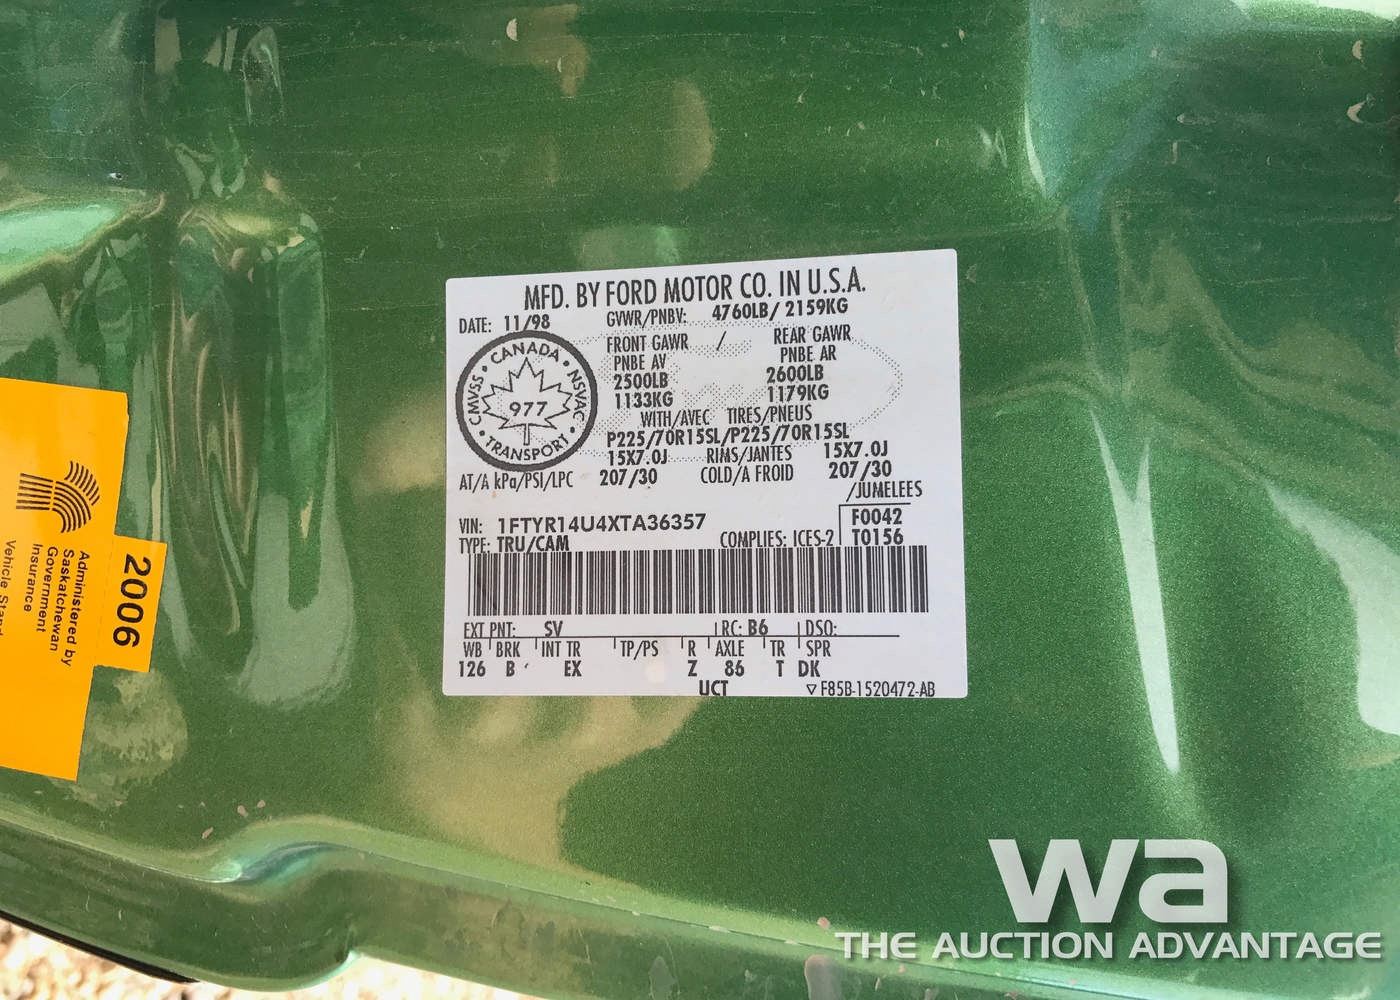 MFD. BY FORD MOTOR CO. IN U.S.A.
DATE: 11/98 GVWR/PNBV: 4760LB/ 2159KG
CANADA
CMVSS
NSVAC
977
TRANSPORT
FRONT GAWR / REAR GAWR
PNBE AV PNBE AR
2500LB 2600LB
1133KG 1179KG
WITH/AVEC TIRES/PNEUS
P225/70R15SL/P225/70R15SL
15X7.0J RIMS/JANTES 15X7.0J
AT/A kPa/PSI/LPC 207/30 COLD/A FROID 207/30
/JUMELEES
VIN: 1FTYR14U4XTA36357 F0042
TYPE: TRU/CAM COMPLIES: ICES-2 T0156
EXT PNT: SV RC: B6 DSO:
WB BRK INT TR TP/PS R AXLE TR SPR
126 B EX Z 86 T DK
UCT ▽ F85B-1520472-AB
2006
Administered by
Saskatchewan
Government
Insurance
wa
THE AUCTION ADVANTAGE